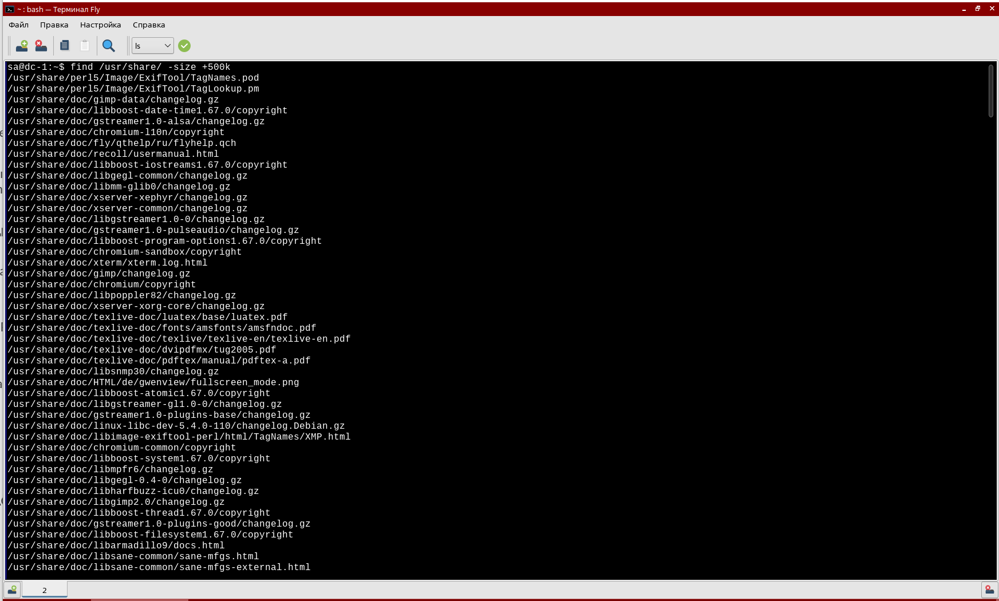 ~ : bash — Терминал Fly
Файл Правка Настройка Справка
ls
sa@dc-1:~$ find /usr/share/ -size +500k
/usr/share/perl5/Image/ExifTool/TagNames.pod
/usr/share/perl5/Image/ExifTool/TagLookup.pm
/usr/share/doc/gimp-data/changelog.gz
/usr/share/doc/libboost-date-time1.67.0/copyright
/usr/share/doc/gstreamer1.0-alsa/changelog.gz
/usr/share/doc/chromium-l10n/copyright
/usr/share/doc/fly/qthelp/ru/flyhelp.qch
/usr/share/doc/recoll/usermanual.html
/usr/share/doc/libboost-iostreams1.67.0/copyright
/usr/share/doc/libgegl-common/changelog.gz
/usr/share/doc/libmm-glib0/changelog.gz
/usr/share/doc/xserver-xephyr/changelog.gz
/usr/share/doc/xserver-common/changelog.gz
/usr/share/doc/libgstreamer1.0-0/changelog.gz
/usr/share/doc/gstreamer1.0-pulseaudio/changelog.gz
/usr/share/doc/libboost-program-options1.67.0/copyright
/usr/share/doc/chromium-sandbox/copyright
/usr/share/doc/xterm/xterm.log.html
/usr/share/doc/gimp/changelog.gz
/usr/share/doc/chromium/copyright
/usr/share/doc/libpoppler82/changelog.gz
/usr/share/doc/xserver-xorg-core/changelog.gz
/usr/share/doc/texlive-doc/luatex/base/luatex.pdf
/usr/share/doc/texlive-doc/fonts/amsfonts/amsfndoc.pdf
/usr/share/doc/texlive-doc/texlive/texlive-en/texlive-en.pdf
/usr/share/doc/texlive-doc/dvipdfmx/tug2005.pdf
/usr/share/doc/texlive-doc/pdftex/manual/pdftex-a.pdf
/usr/share/doc/libsnmp30/changelog.gz
/usr/share/doc/HTML/de/gwenview/fullscreen_mode.png
/usr/share/doc/libboost-atomic1.67.0/copyright
/usr/share/doc/libgstreamer-gl1.0-0/changelog.gz
/usr/share/doc/gstreamer1.0-plugins-base/changelog.gz
/usr/share/doc/linux-libc-dev-5.4.0-110/changelog.Debian.gz
/usr/share/doc/libimage-exiftool-perl/html/TagNames/XMP.html
/usr/share/doc/chromium-common/copyright
/usr/share/doc/libboost-system1.67.0/copyright
/usr/share/doc/libmpfr6/changelog.gz
/usr/share/doc/libgegl-0.4-0/changelog.gz
/usr/share/doc/libharfbuzz-icu0/changelog.gz
/usr/share/doc/libgimp2.0/changelog.gz
/usr/share/doc/libboost-thread1.67.0/copyright
/usr/share/doc/gstreamer1.0-plugins-good/changelog.gz
/usr/share/doc/libboost-filesystem1.67.0/copyright
/usr/share/doc/libarmadillo9/docs.html
/usr/share/doc/libsane-common/sane-mfgs.html
/usr/share/doc/libsane-common/sane-mfgs-external.html
2